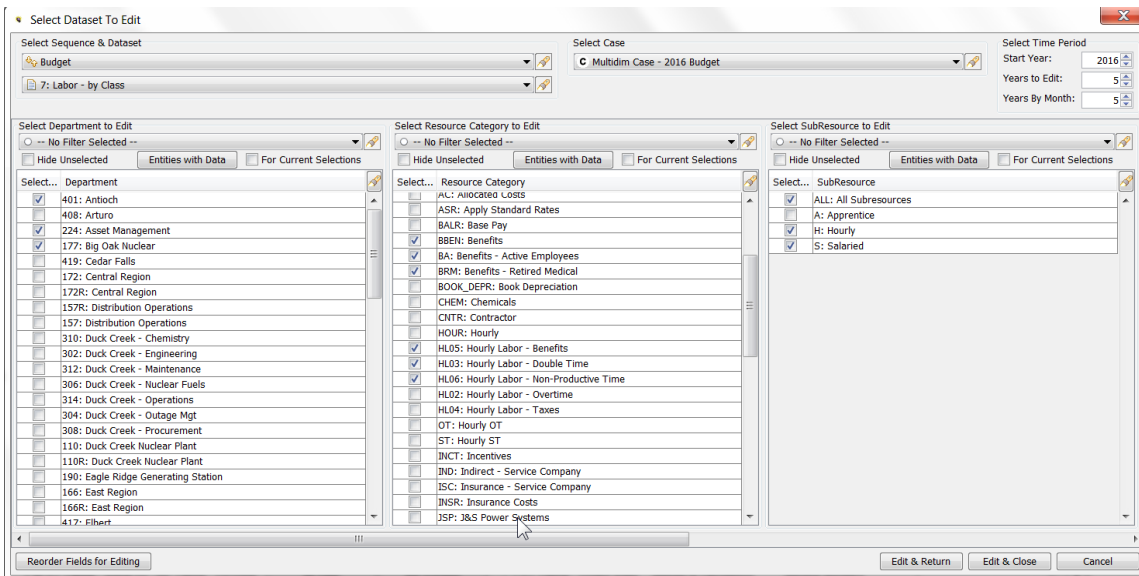 Select Dataset To Edit
X
Select Sequence & Dataset
Budget
7: Labor - by Class
Select Case
C Multidim Case - 2016 Budget
Select Time Period
Start Year: 2016
Years to Edit: 5
Years By Month: 5
Select Department to Edit
-- No Filter Selected --
Hide Unselected Entities with Data For Current Selections
Select... Department
401: Antioch
408: Arturo
224: Asset Management
177: Big Oak Nuclear
419: Cedar Falls
172: Central Region
172R: Central Region
157R: Distribution Operations
157: Distribution Operations
310: Duck Creek - Chemistry
302: Duck Creek - Engineering
312: Duck Creek - Maintenance
306: Duck Creek - Nuclear Fuels
314: Duck Creek - Operations
304: Duck Creek - Outage Mgt
308: Duck Creek - Procurement
110: Duck Creek Nuclear Plant
110R: Duck Creek Nuclear Plant
190: Eagle Ridge Generating Station
166: East Region
166R: East Region
417: Elbert
Select Resource Category to Edit
-- No Filter Selected --
Hide Unselected Entities with Data For Current Selections
Select... Resource Category
AC: Allocated Costs
ASR: Apply Standard Rates
BALR: Base Pay
BBEN: Benefits
BA: Benefits - Active Employees
BRM: Benefits - Retired Medical
BOOK_DEPR: Book Depreciation
CHEM: Chemicals
CNTR: Contractor
HOUR: Hourly
HL05: Hourly Labor - Benefits
HL03: Hourly Labor - Double Time
HL06: Hourly Labor - Non-Productive Time
HL02: Hourly Labor - Overtime
HL04: Hourly Labor - Taxes
OT: Hourly OT
ST: Hourly ST
INCT: Incentives
IND: Indirect - Service Company
ISC: Insurance - Service Company
INSR: Insurance Costs
JSP: J&S Power Systems
Select SubResource to Edit
-- No Filter Selected --
Hide Unselected Entities with Data For Current Selections
Select... SubResource
ALL: All Subresources
A: Apprentice
H: Hourly
S: Salaried
Reorder Fields for Editing
Edit & Return
Edit & Close
Cancel